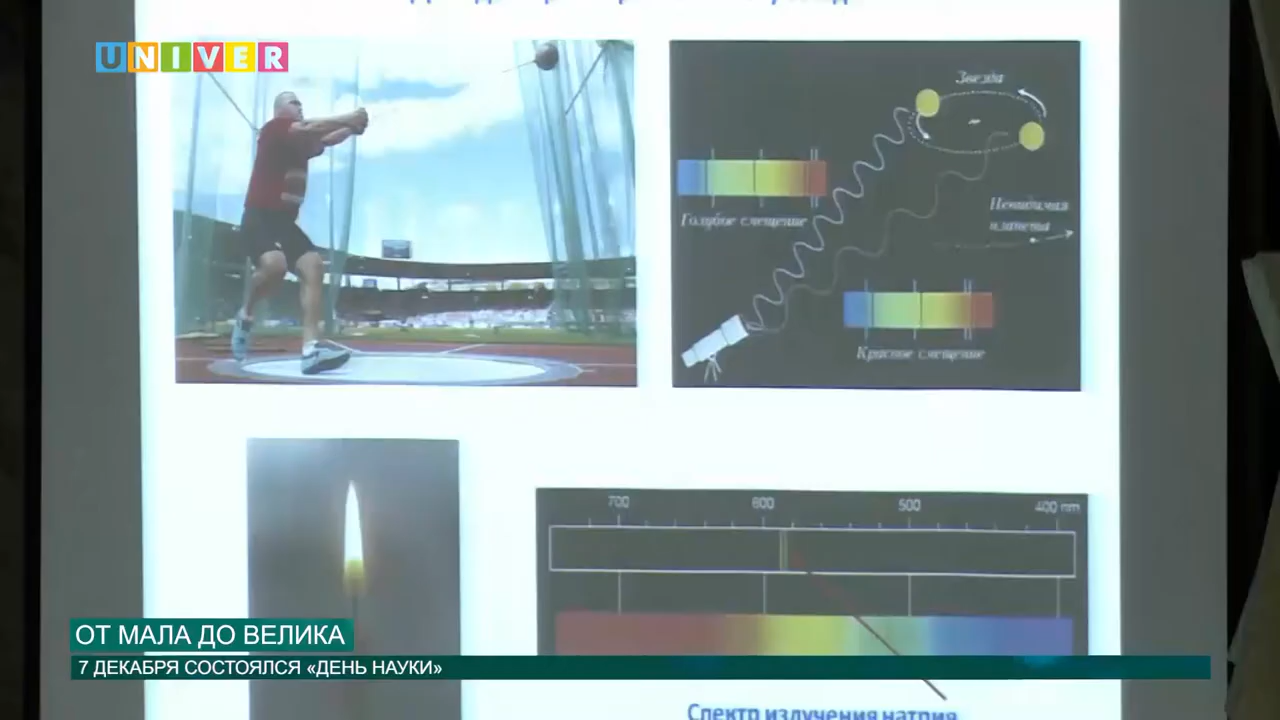 UNIVER
Звезда
Голубое смещение
Невидимая
планета
Красное смещение
700 600 500 400 nm
ОТ МАЛА ДО ВЕЛИКА
7 ДЕКАБРЯ СОСТОЯЛСЯ «ДЕНЬ НАУКИ»
Спектр излучения натрия